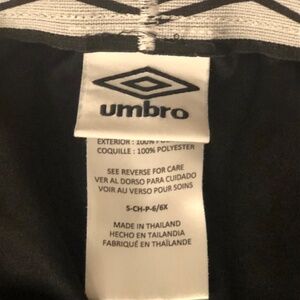 umbro
EXTERIOR : 100%
COQUILLE : 100% POLYESTER
SEE REVERSE FOR CARE
VER AL DORSO PARA CUIDADO
VOIR AU VERSO POUR SOINS
S-CH-P-6/6X
MADE IN THAILAND
HECHO EN TAILANDIA
FABRIQUÉ EN THAÏLANDE